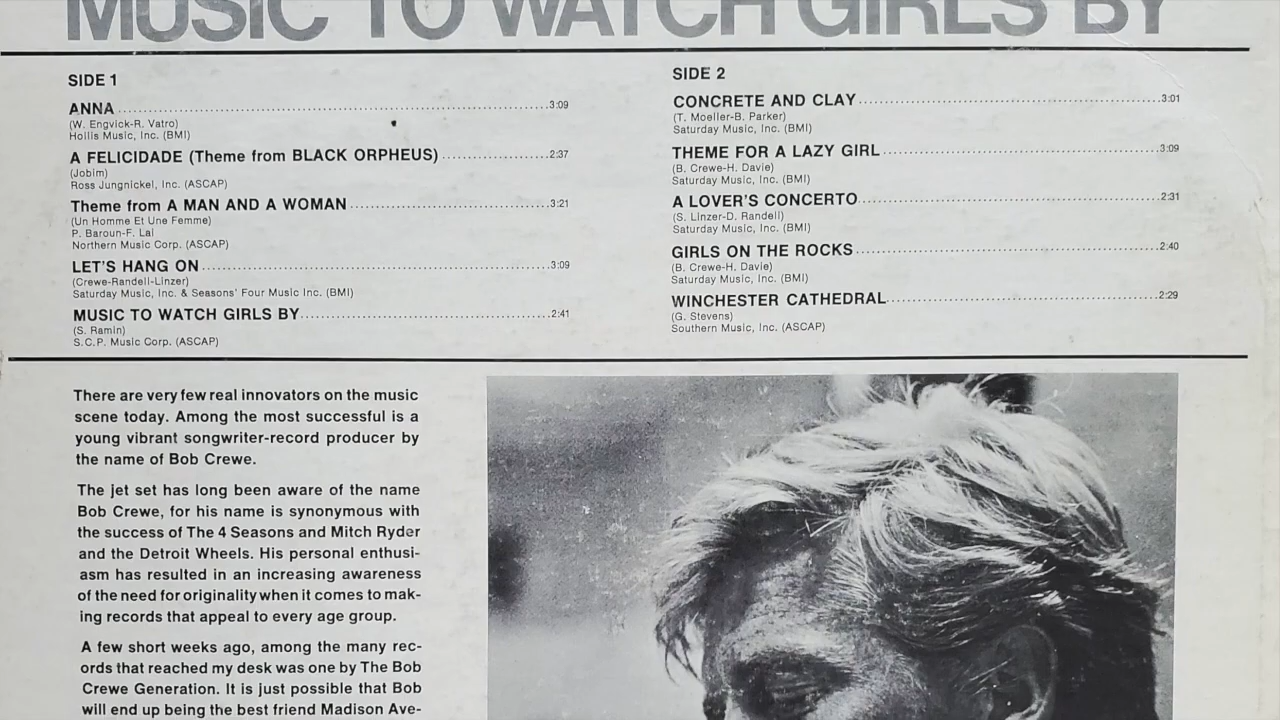 MUSIC TO WATCH GIRLS BY
SIDE 1
ANNA 3:09
(W. Engvick-R. Vatro)
Hollis Music, Inc. (BMI)
A FELICIDADE (Theme from BLACK ORPHEUS) 2:37
(Jobim)
Ross Jungnickel, Inc. (ASCAP)
Theme from A MAN AND A WOMAN 3:21
(Un Homme Et Une Femme)
P. Baroun-F. Lai
Northern Music Corp. (ASCAP)
LET'S HANG ON 3:09
(Crewe-Randell-Linzer)
Saturday Music, Inc. & Seasons' Four Music Inc. (BMI)
MUSIC TO WATCH GIRLS BY 2:41
(S. Ramin)
S.C.P. Music Corp. (ASCAP)
SIDE 2
CONCRETE AND CLAY 3:01
(T. Moeller-B. Parker)
Saturday Music, Inc. (BMI)
THEME FOR A LAZY GIRL 3:09
(B. Crewe-H. Davie)
Saturday Music, Inc. (BMI)
A LOVER'S CONCERTO 2:31
(S. Linzer-D. Randell)
Saturday Music, Inc. (BMI)
GIRLS ON THE ROCKS 2:40
(B. Crewe-H. Davie)
Saturday Music, Inc. (BMI)
WINCHESTER CATHEDRAL 2:29
(G. Stevens)
Southern Music, Inc. (ASCAP)
There are very few real innovators on the music
scene today. Among the most successful is a
young vibrant songwriter-record producer by
the name of Bob Crewe.
The jet set has long been aware of the name
Bob Crewe, for his name is synonymous with
the success of The 4 Seasons and Mitch Ryder
and the Detroit Wheels. His personal enthusi-
asm has resulted in an increasing awareness
of the need for originality when it comes to mak-
ing records that appeal to every age group.
A few short weeks ago, among the many rec-
ords that reached my desk was one by The Bob
Crewe Generation. It is just possible that Bob
will end up being the best friend Madison Ave-